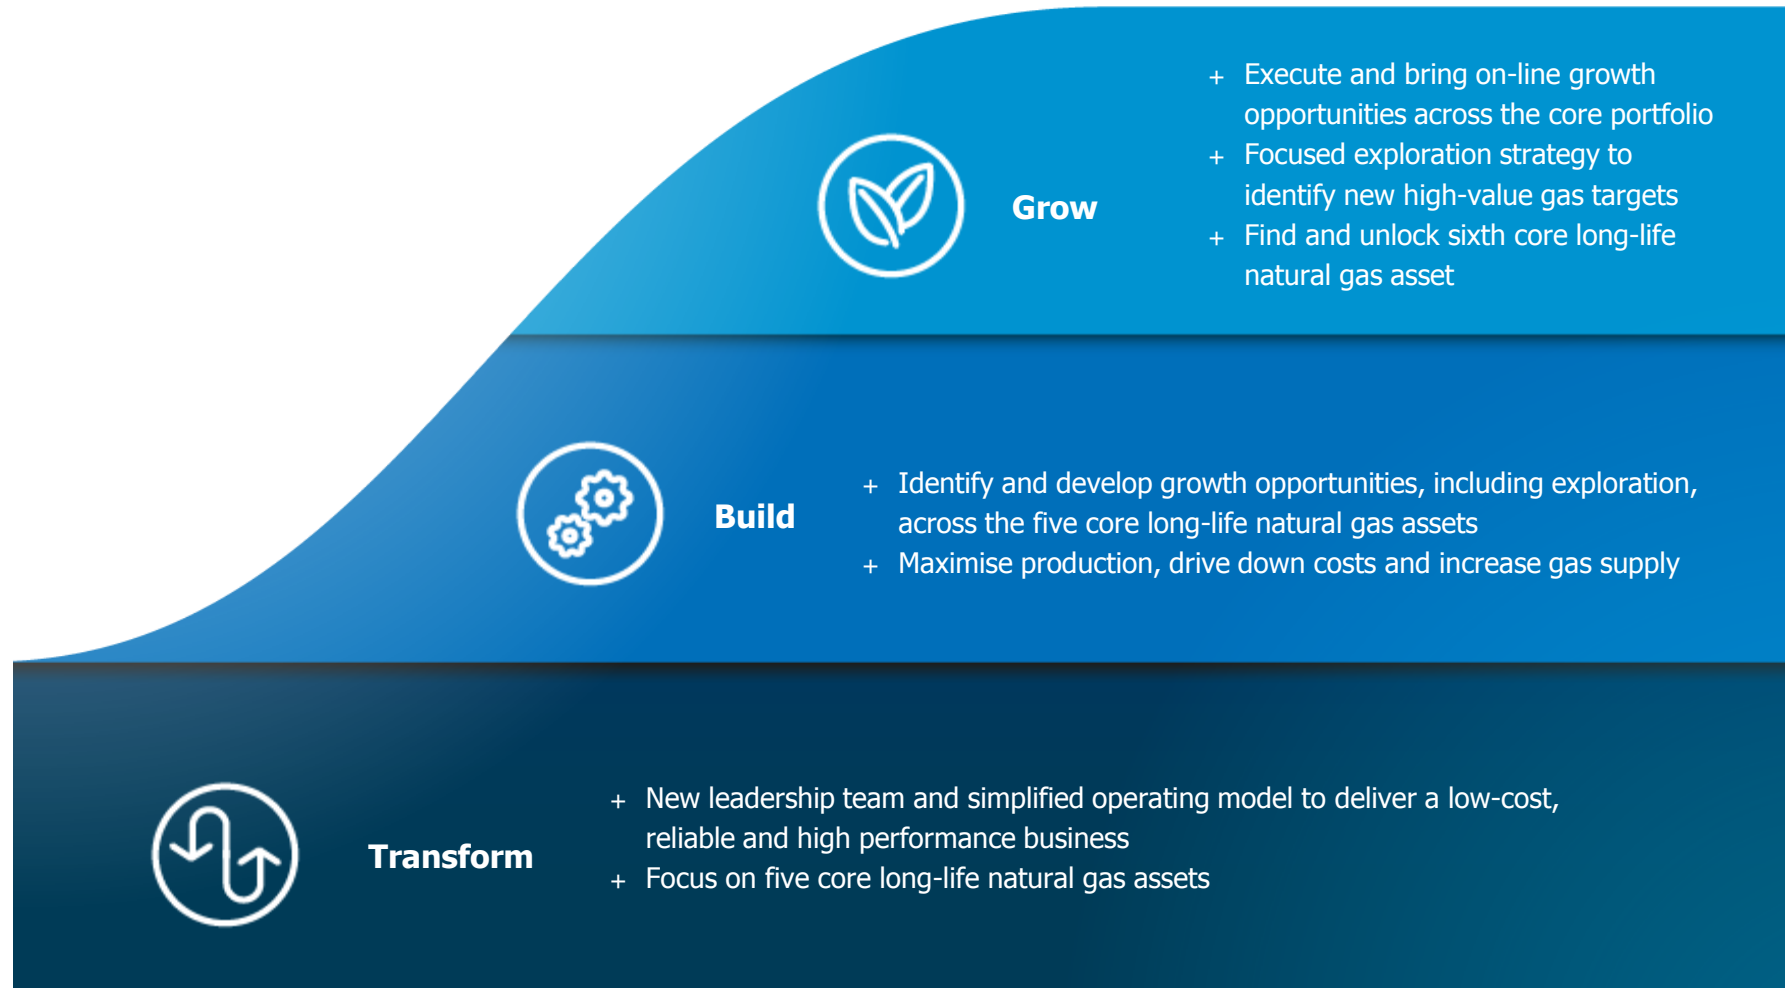 Grow
+ Execute and bring on-line growth
opportunities across the core portfolio
+ Focused exploration strategy to
identify new high-value gas targets
+ Find and unlock sixth core long-life
natural gas asset
Build
+ Identify and develop growth opportunities, including exploration,
across the five core long-life natural gas assets
+ Maximise production, drive down costs and increase gas supply
Transform
+ New leadership team and simplified operating model to deliver a low-cost,
reliable and high performance business
+ Focus on five core long-life natural gas assets